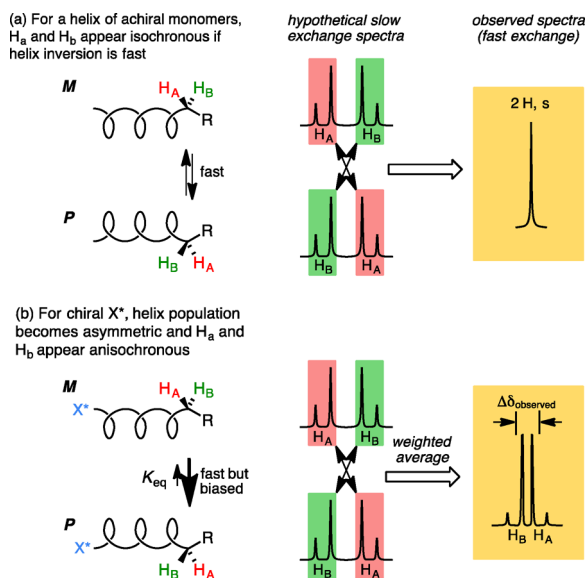 (a) For a helix of achiral monomers,
Ha and Hb appear isochronous if
helix inversion is fast
hypothetical slow
exchange spectra
observed spectra
(fast exchange)
M
HA HB
R
fast
P
R
HB HA
HA HB
HB HA
2 H, s
(b) For chiral X*, helix population
becomes asymmetric and Ha and
Hb appear anisochronous
M
HA HB
X* R
Keq
fast but
biased
P
X* R
HB HA
HA HB
weighted
average
HB HA
Δδobserved
HB HA